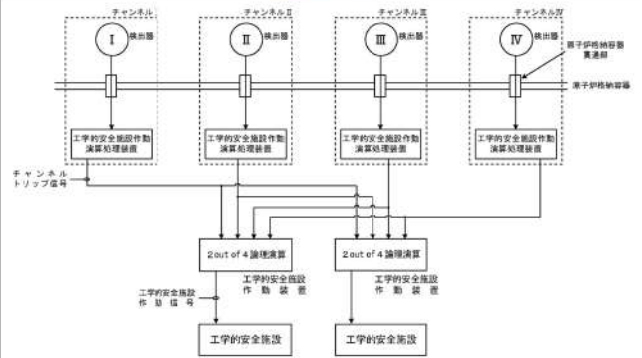 チャンネルⅠ
チャンネルⅡ
チャンネルⅢ
チャンネルⅣ
Ⅰ
検出器
Ⅱ
検出器
Ⅲ
検出器
Ⅳ
検出器
原子炉格納容器
貫通部
原子炉格納容器
工学的安全施設作動
演算処理装置
工学的安全施設作動
演算処理装置
工学的安全施設作動
演算処理装置
工学的安全施設作動
演算処理装置
チャンネル
トリップ信号
2 out of 4 論理演算
2 out of 4 論理演算
工学的安全施設
作動装置
工学的安全施設
作動装置
工学的安全施設
作動信号
工学的安全施設
工学的安全施設